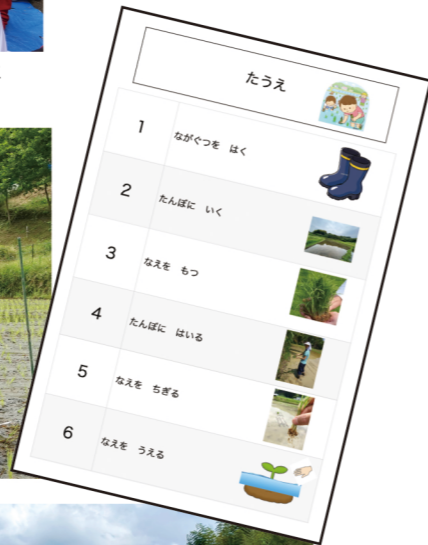 たうえ
1 ながぐつを はく
2 たんぼに いく
3 なえを もつ
4 たんぼに はいる
5 なえを ちぎる
6 なえを うえる